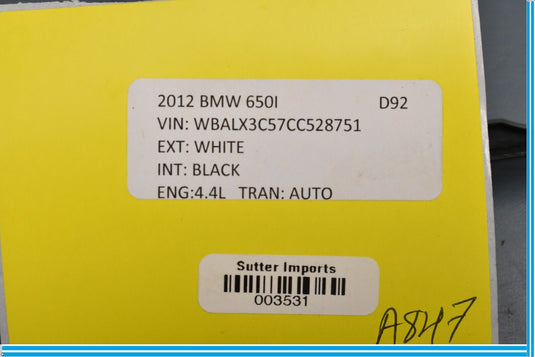 2012 BMW 650I D92
VIN: WBALX3C57CC528751
EXT: WHITE
INT: BLACK
ENG:4.4L TRAN: AUTO
Sutter Imports
003531
A847